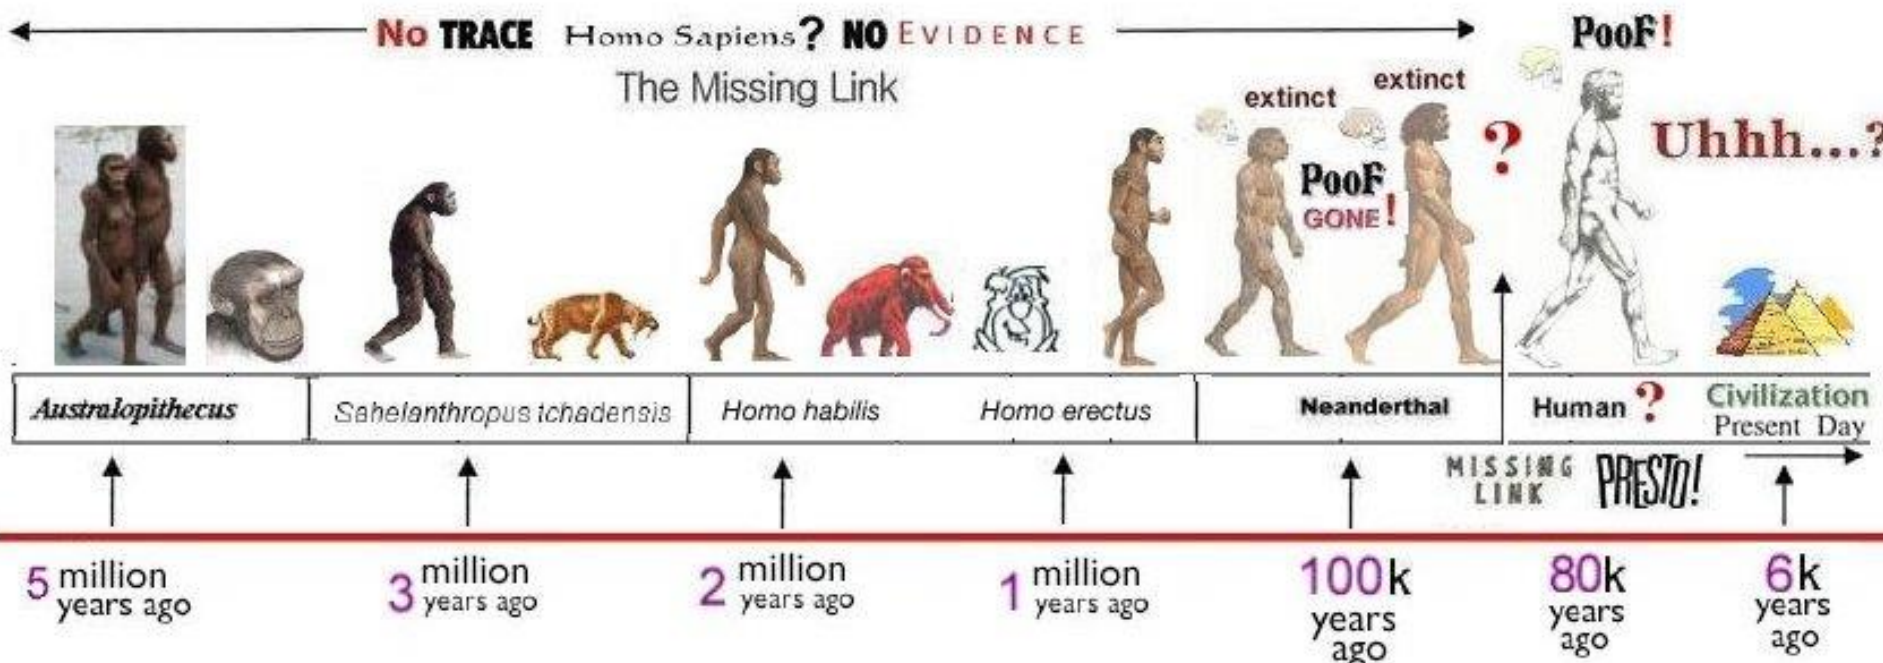 No TRACE Homo Sapiens? NO EVIDENCE
The Missing Link
PooF!
extinct
extinct
?
Uhhh...?
PooF
GONE!
Australopithecus
Sahelanthropus tchadensis
Homo habilis
Homo erectus
Neanderthal
Human ?
Civilization
Present Day
MISSING
LINK
PRESTO!
5 million
years ago
3 million
years ago
2 million
years ago
1 million
years ago
100k
years
ago
80k
years
ago
6k
years
ago